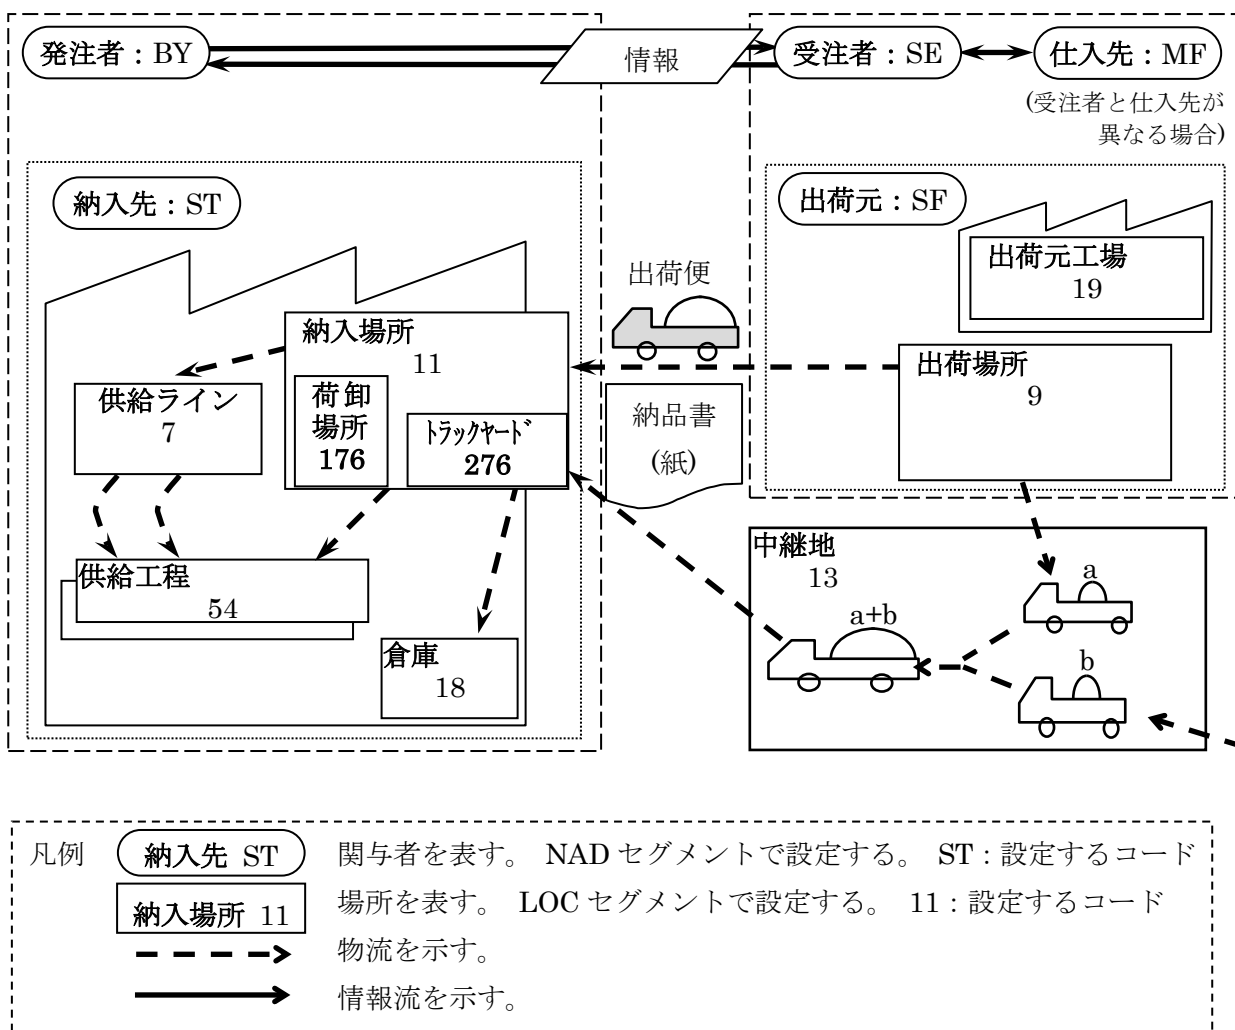 発注者：BY
情報
受注者：SE
仕入先：MF
(受注者と仕入先が
異なる場合)
納入先：ST
出荷元：SF
出荷元工場
19
出荷便
納入場所
11
出荷場所
9
供給ライン
7
荷卸
場所
176
ﾄﾗｯｸﾔｰﾄﾞ
276
納品書
(紙)
中継地
13
供給工程
54
a
a+b
b
倉庫
18
凡例 納入先 ST 関与者を表す。 NAD セグメントで設定する。 ST：設定するコード
納入場所 11 場所を表す。 LOC セグメントで設定する。 11：設定するコード
物流を示す。
情報流を示す。